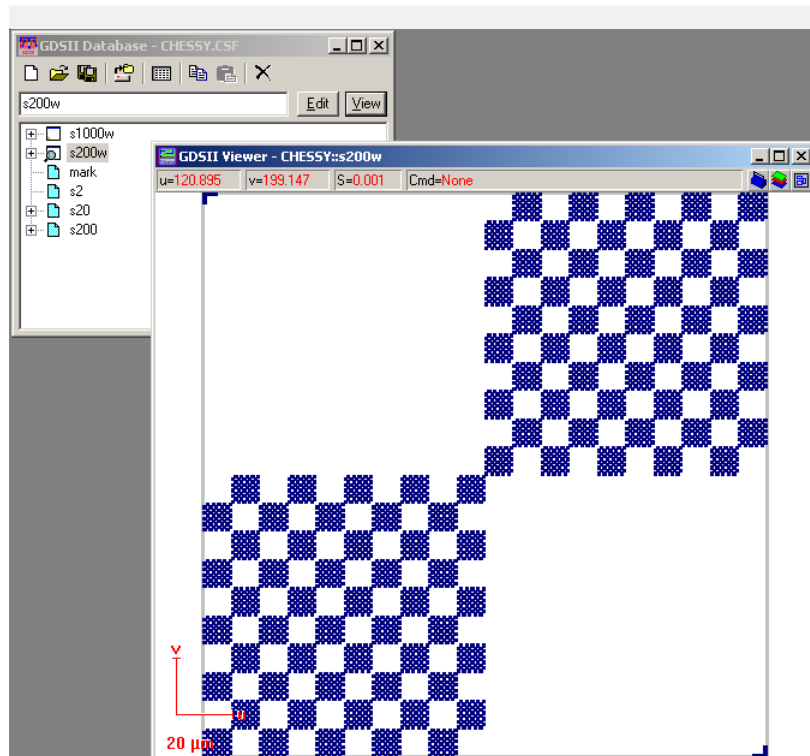 GDSII Database - CHESSY.CSF
s200w
Edit
View
s1000w
s200w
mark
s2
s20
s200
GDSII Viewer - CHESSY::s200w
u=120.895 v=199.147 S=0.001 Cmd=None
v
u
20 µm